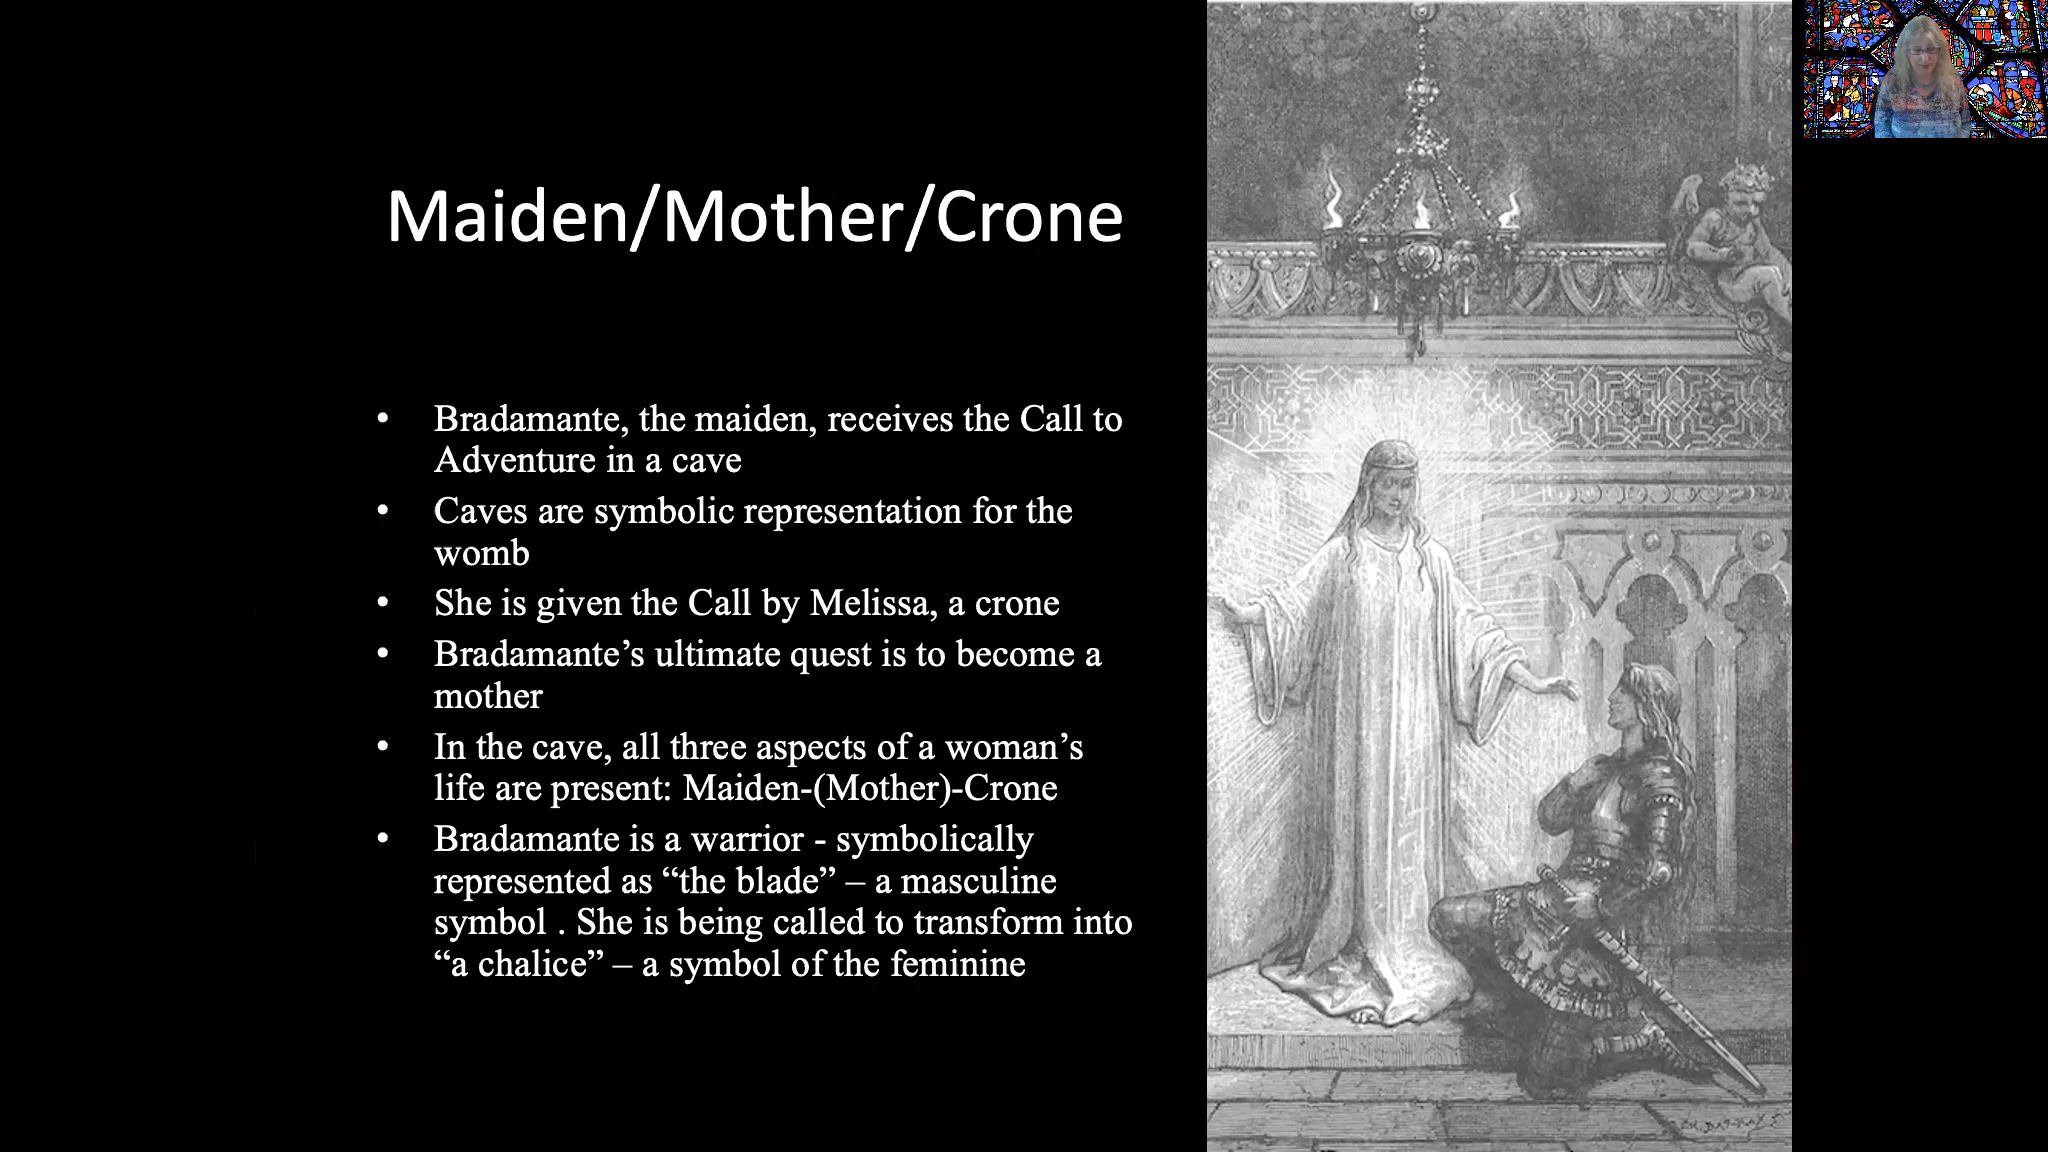 Maiden/Mother/Crone
• Bradamante, the maiden, receives the Call to
Adventure in a cave
• Caves are symbolic representation for the
womb
• She is given the Call by Melissa, a crone
• Bradamante’s ultimate quest is to become a
mother
• In the cave, all three aspects of a woman’s
life are present: Maiden-(Mother)-Crone
• Bradamante is a warrior - symbolically
represented as “the blade” – a masculine
symbol . She is being called to transform into
“a chalice” – a symbol of the feminine